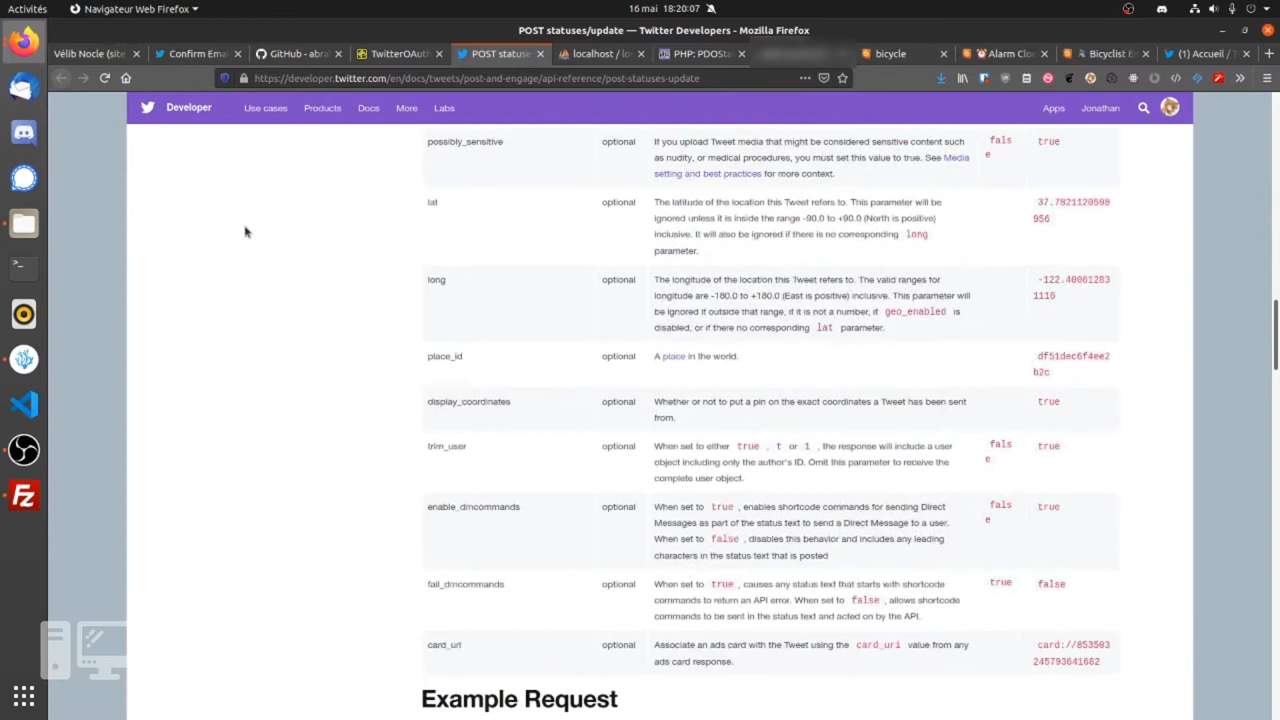 Activités Navigateur Web Firefox 16 mai 18:20:07
POST statuses/update — Twitter Developers - Mozilla Firefox
Vélib Nocle (site Confirm Emai GitHub - abra TwitterOAuth POST statuse localhost / lo PHP: PDOSta bicycle Alarm Cloc Bicyclist E (1) Accueil / T
https://developer.twitter.com/en/docs/tweets/post-and-engage/api-reference/post-statuses-update
Developer Use cases Products Docs More Labs Apps Jonathan
possibly_sensitive optional If you upload Tweet media that might be considered sensitive content such fals true
as nudity, or medical procedures, you must set this value to true. See Media e
setting and best practices for more context.
lat optional The latitude of the location this Tweet refers to. This parameter will be 37.7821120598
ignored unless it is inside the range -90.0 to +90.0 (North is positive) 956
inclusive. It will also be ignored if there is no corresponding long
parameter.
long optional The longitude of the location this Tweet refers to. The valid ranges for -122.40061283
longitude are -180.0 to +180.0 (East is positive) inclusive. This parameter will 1116
be ignored if outside that range, if it is not a number, if geo_enabled is
disabled, or if there no corresponding lat parameter.
place_id optional A place in the world. df51dec6f4ee2
b2c
display_coordinates optional Whether or not to put a pin on the exact coordinates a Tweet has been sent true
from.
trim_user optional When set to either true , t or 1 , the response will include a user fals true
object including only the author's ID. Omit this parameter to receive the e
complete user object.
enable_dmcommands optional When set to true , enables shortcode commands for sending Direct fals true
Messages as part of the status text to send a Direct Message to a user. e
When set to false , disables this behavior and includes any leading
characters in the status text that is posted
fail_dmcommands optional When set to true , causes any status text that starts with shortcode true false
commands to return an API error. When set to false , allows shortcode
commands to be sent in the status text and acted on by the API.
card_uri optional Associate an ads card with the Tweet using the card_uri value from any card://853503
ads card response. 245793641682
Example Request